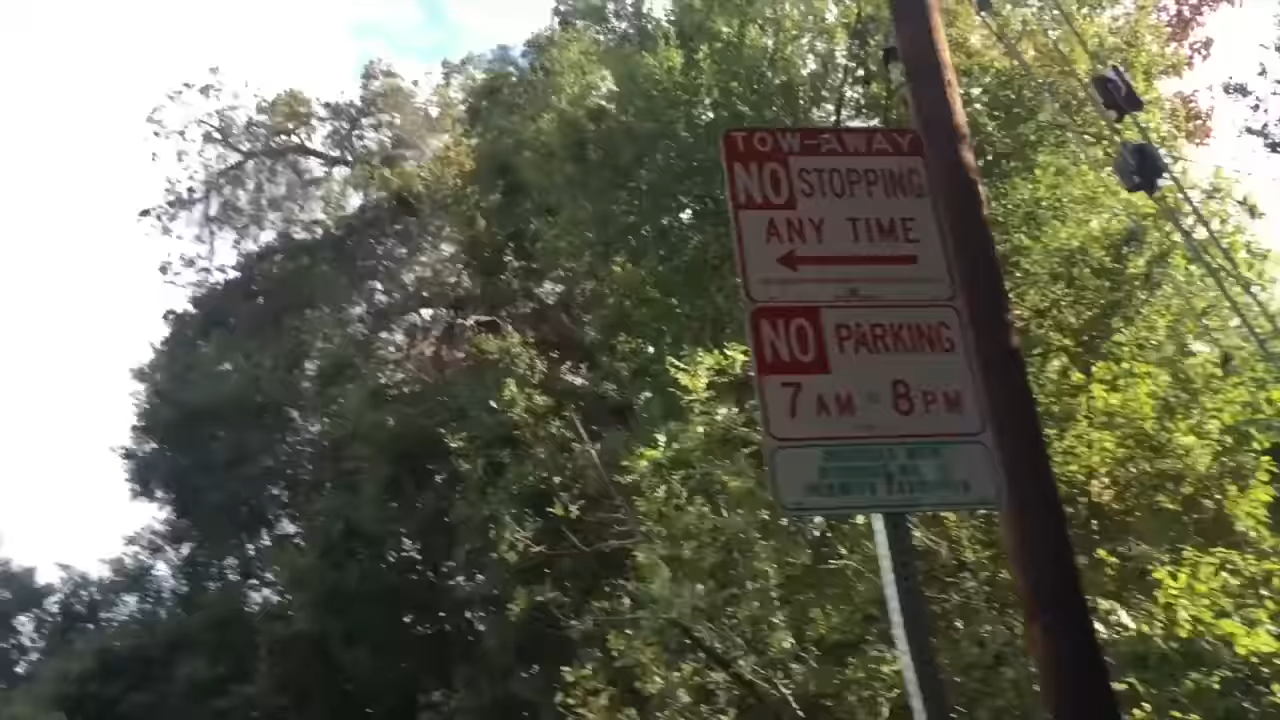 TOW-AWAY
NO STOPPING
ANY TIME
NO PARKING
7 AM - 8 PM